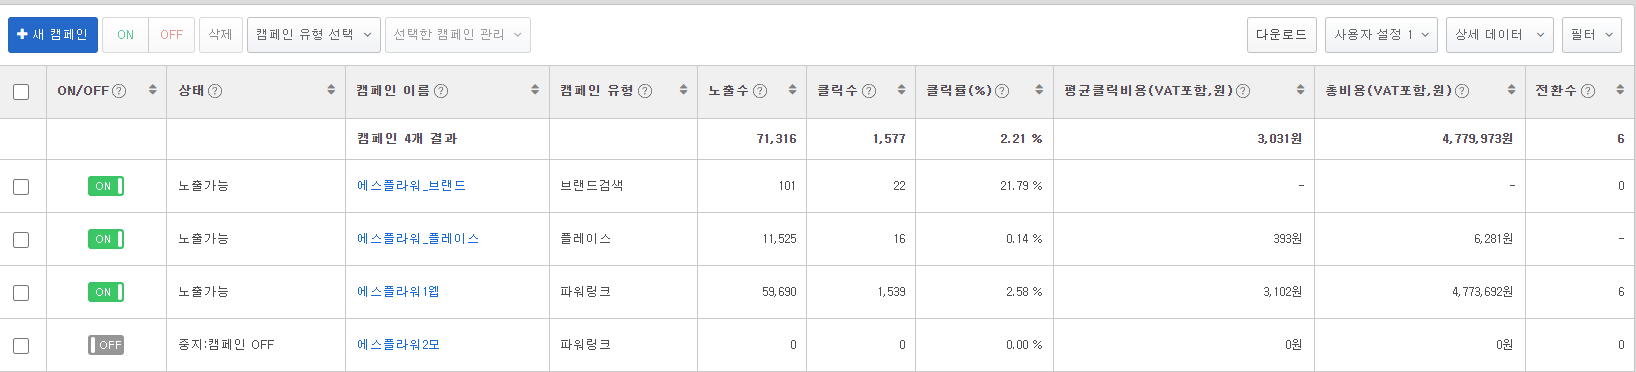 + 새 캠페인 ON OFF 삭제 캠페인 유형 선택 선택한 캠페인 관리 다운로드 사용자 설정 1 상세 데이터 필터
ON/OFF ? 상태 ? 캠페인 이름 ? 캠페인 유형 ? 노출수 ? 클릭수 ? 클릭률(%) ? 평균클릭비용(VAT포함,원) ? 총비용(VAT포함,원) ? 전환수 ?
캠페인 4개 결과 71,316 1,577 2.21 % 3,031원 4,779,973원 6
ON 노출가능 에스플라워_브랜드 브랜드검색 101 22 21.79 % - - 0
ON 노출가능 에스플라워_플레이스 플레이스 11,525 16 0.14 % 393원 6,281원 -
ON 노출가능 에스플라워1웹 파워링크 59,690 1,539 2.58 % 3,102원 4,773,692원 6
OFF 중지:캠페인 OFF 에스플라워2모 파워링크 0 0 0.00 % 0원 0원 0